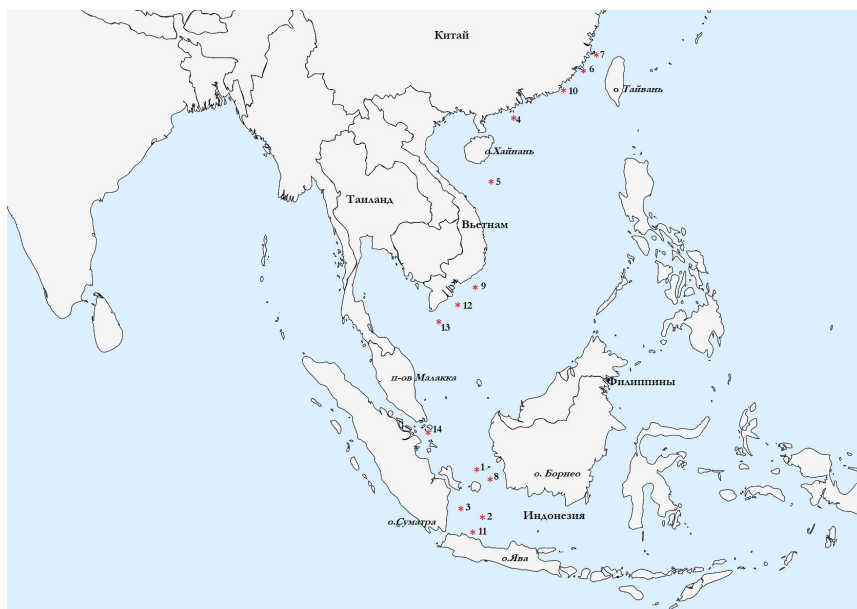 Китай
* 7
* 6
о Тайвань
* 10
* 4
о.Хайнань
* 5
Таиланд
Вьетнам
* 9
* 12
* 13
п-ов Малакка
Филиппины
* 14
* 1
* 8
о. Борнео
* 3
* 2
Индонезия
о.Суматра
* 11
о.Ява